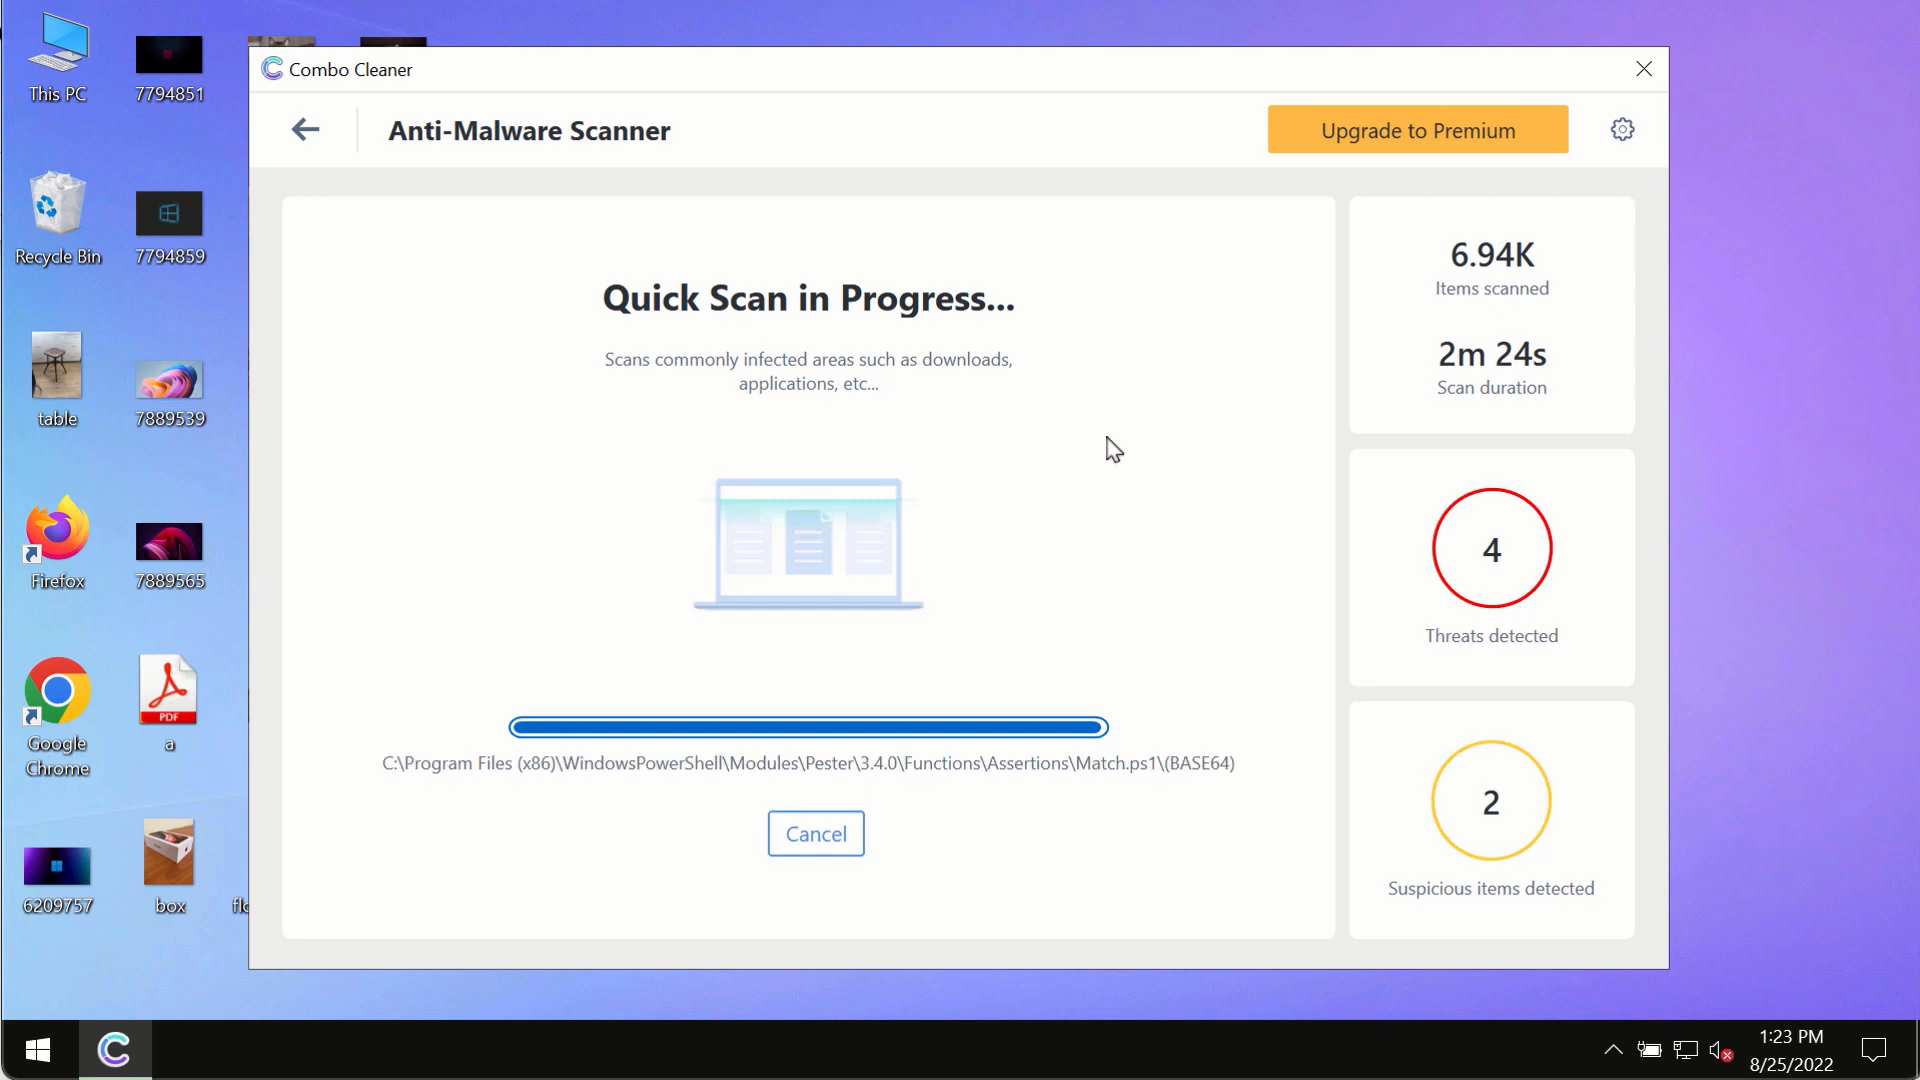 This PC
7794851
Recycle Bin
7794859
table
7889539
Firefox
7889565
Google
Chrome
PDF
a
6209757
box
Combo Cleaner
Anti-Malware Scanner
Upgrade to Premium
Quick Scan in Progress...
Scans commonly infected areas such as downloads,
applications, etc...
C:\Program Files (x86)\WindowsPowerShell\Modules\Pester\3.4.0\Functions\Assertions\Match.ps1\(BASE64)
Cancel
6.94K
Items scanned
2m 24s
Scan duration
4
Threats detected
2
Suspicious items detected
1:23 PM
8/25/2022